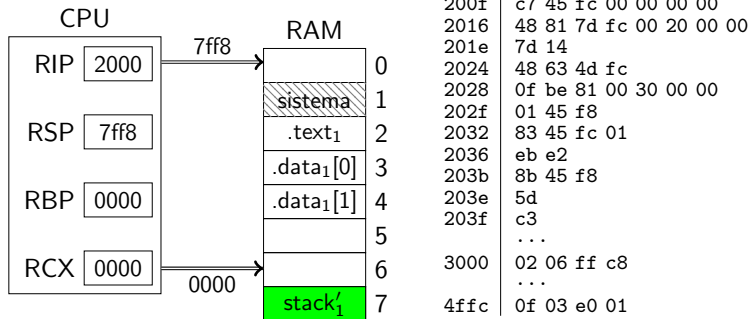 CPU
RIP 2000
RSP 7ff8
RBP 0000
RCX 0000
7ff8
0000
RAM
0
sistema 1
.text₁ 2
.data₁[0] 3
.data₁[1] 4
5
6
stack′₁ 7
200f c7 45 fc 00 00 00 00
2016 48 81 7d fc 00 20 00 00
201e 7d 14
2024 48 63 4d fc
2028 0f be 81 00 30 00 00
202f 01 45 f8
2032 83 45 fc 01
2036 eb e2
203b 8b 45 f8
203e 5d
203f c3
...
3000 02 06 ff c8
...
4ffc 0f 03 e0 01